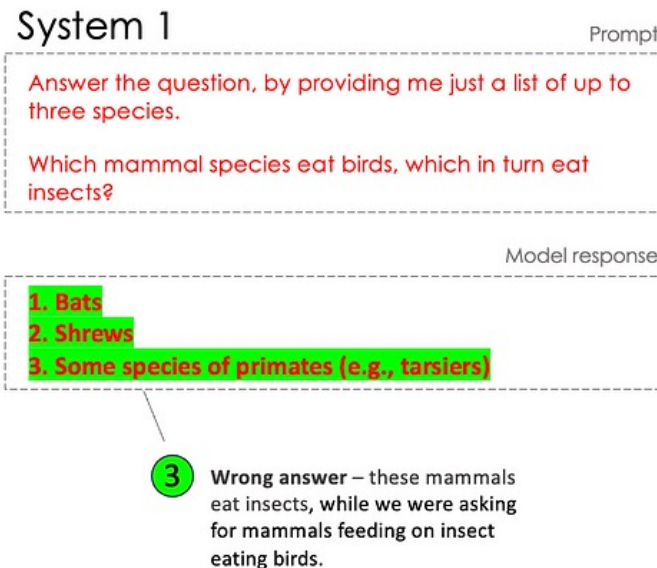 System 1
Prompt
Answer the question, by providing me just a list of up to
three species.
Which mammal species eat birds, which in turn eat
insects?
Model response
1. Bats
2. Shrews
3. Some species of primates (e.g., tarsiers)
3
Wrong answer – these mammals
eat insects, while we were asking
for mammals feeding on insect
eating birds.